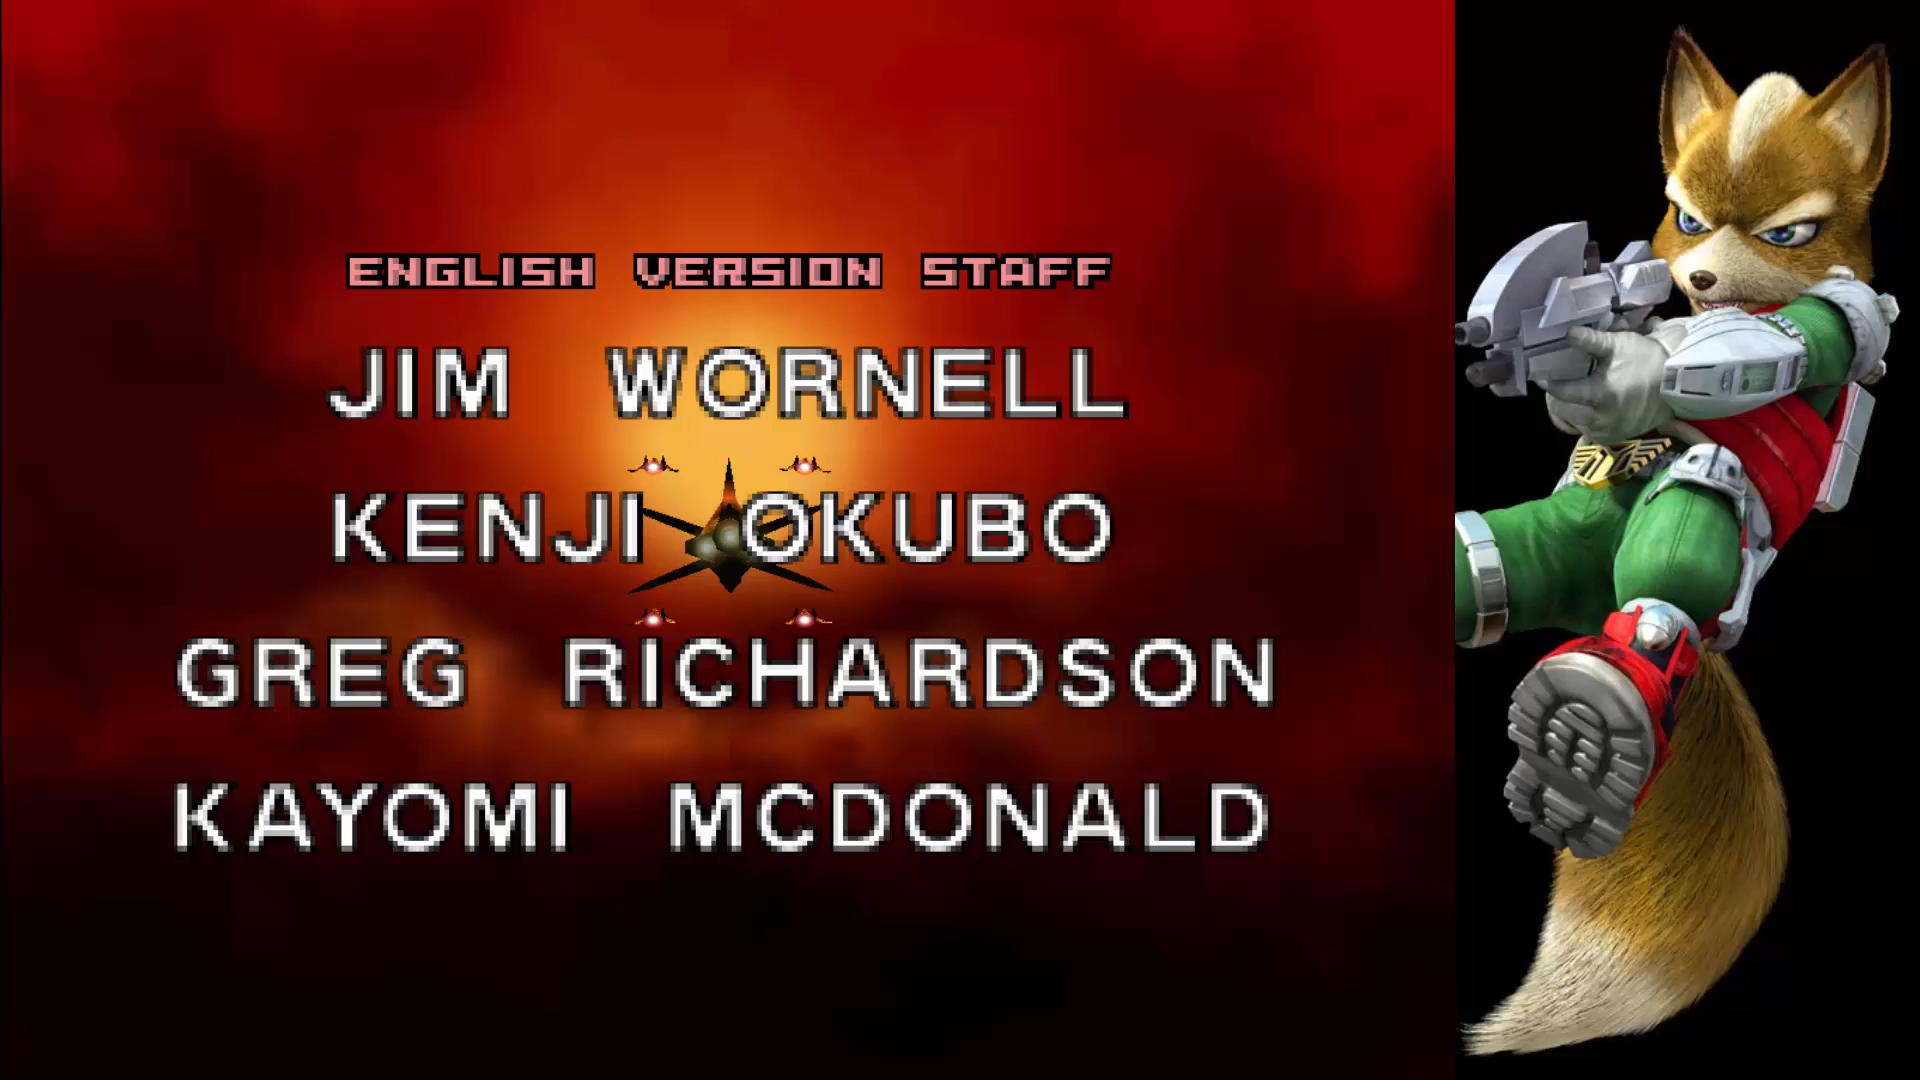 ENGLISH VERSION STAFF
JIM WORNELL
KENJI OKUBO
GREG RICHARDSON
KAYOMI MCDONALD